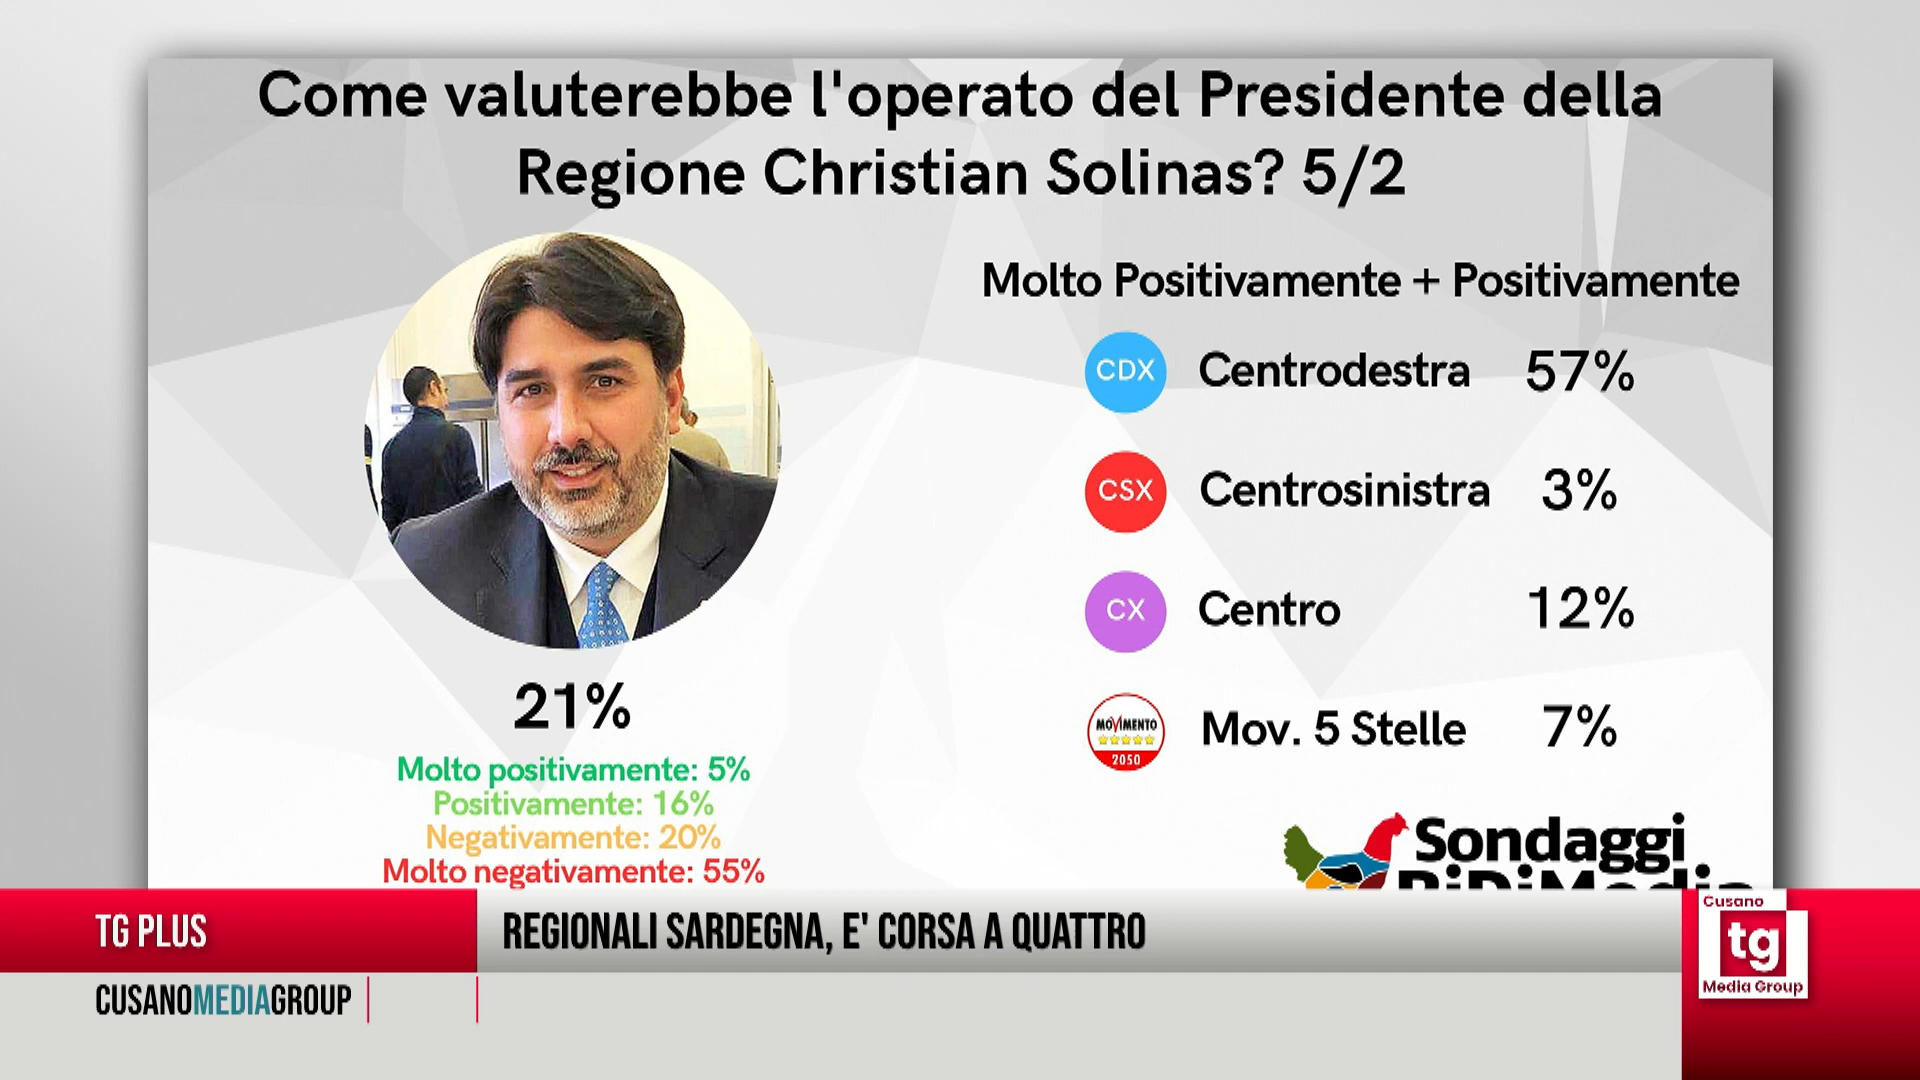 Come valuterebbe l'operato del Presidente della
Regione Christian Solinas? 5/2
Molto Positivamente + Positivamente
CDX Centrodestra 57%
CSX Centrosinistra 3%
CX Centro 12%
MOVIMENTO
2050
Mov. 5 Stelle 7%
21%
Molto positivamente: 5%
Positivamente: 16%
Negativamente: 20%
Molto negativamente: 55%
Sondaggi
BiDiMedia
TG PLUS
REGIONALI SARDEGNA, E' CORSA A QUATTRO
CUSANOMEDIAGROUP
Cusano
tg
Media Group